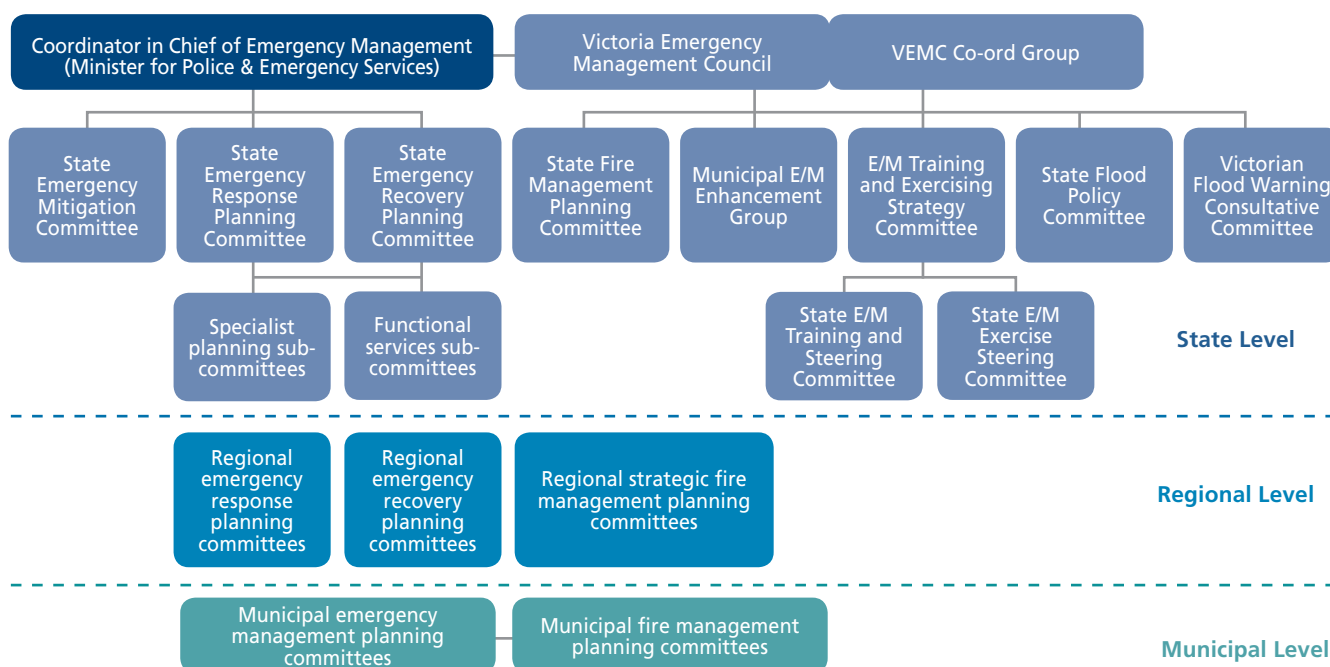 Coordinator in Chief of Emergency Management
(Minister for Police & Emergency Services)
Victoria Emergency
Management Council
VEMC Co-ord Group
State
Emergency
Mitigation
Committee
State
Emergency
Response
Planning
Committee
State
Emergency
Recovery
Planning
Committee
State Fire
Management
Planning
Committee
Municipal E/M
Enhancement
Group
E/M Training
and Exercising
Strategy
Committee
State Flood
Policy
Committee
Victorian
Flood Warning
Consultative
Committee
Specialist
planning sub-
committees
Functional
services sub-
committees
State E/M
Training and
Steering
Committee
State E/M
Exercise
Steering
Committee
State Level
Regional
emergency
response
planning
committees
Regional
emergency
recovery
planning
committees
Regional strategic fire
management planning
committees
Regional Level
Municipal emergency
management planning
committees
Municipal fire management
planning committees
Municipal Level